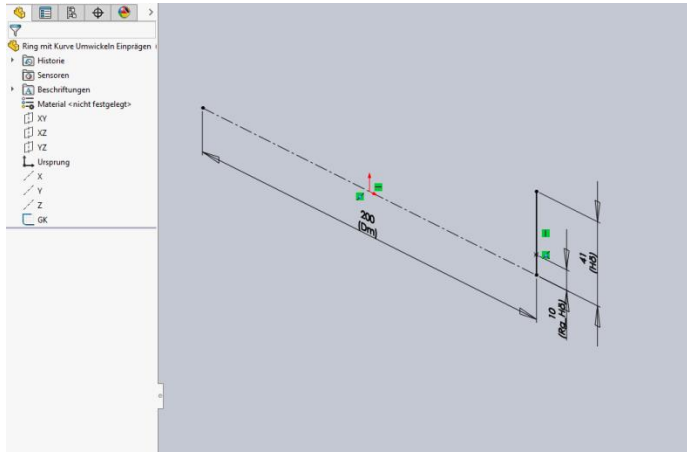 Ring mit Kurve Umwickeln Einprägen
Historie
Sensoren
Beschriftungen
Material <nicht festgelegt>
XY
XZ
YZ
Ursprung
X
Y
Z
GK
200
(Dm)
41
(Hö)
10
(Rg_Hö)